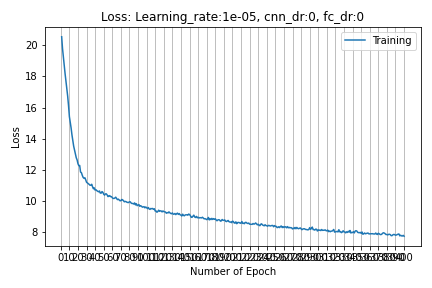 Loss: Learning_rate:1e-05, cnn_dr:0, fc_dr:0
Training
Loss
20
18
16
14
12
10
8
Number of Epoch